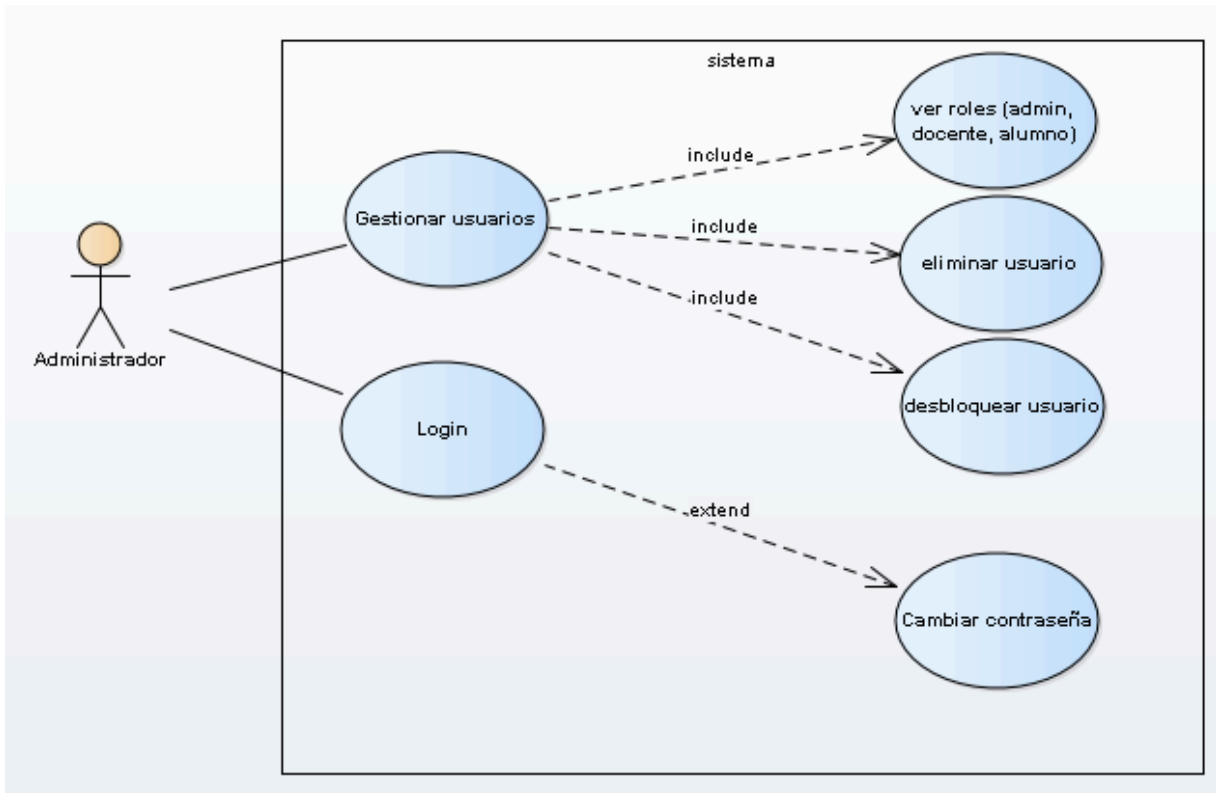 sistema
ver roles (admin,
docente, alumno)
include
Gestionar usuarios
include
eliminar usuario
include
Administrador
desbloquear usuario
Login
extend
Cambiar contraseña